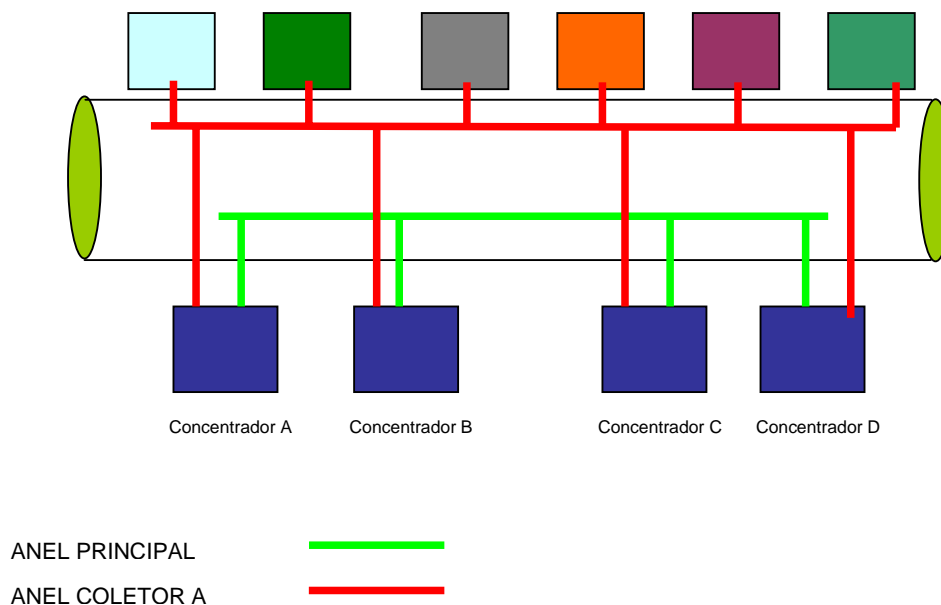 Concentrador A
Concentrador B
Concentrador C
Concentrador D
ANEL PRINCIPAL
ANEL COLETOR A